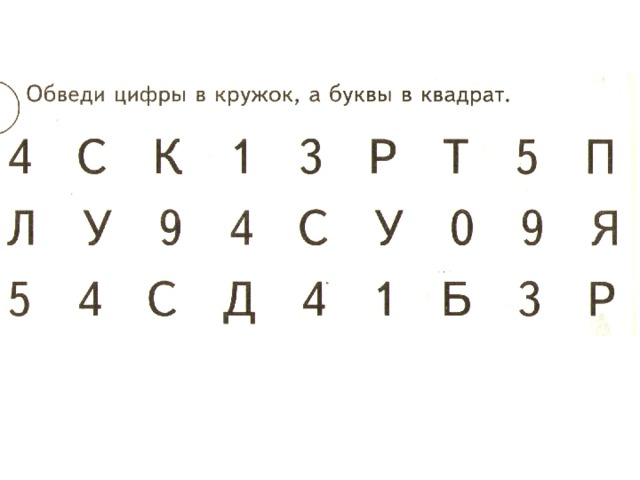 Обведи цифры в кружок, а буквы в квадрат.
4 С К 1 3 Р Т 5 П
Л У 9 4 С У 0 9 Я
5 4 С Д 4 1 Б 3 Р